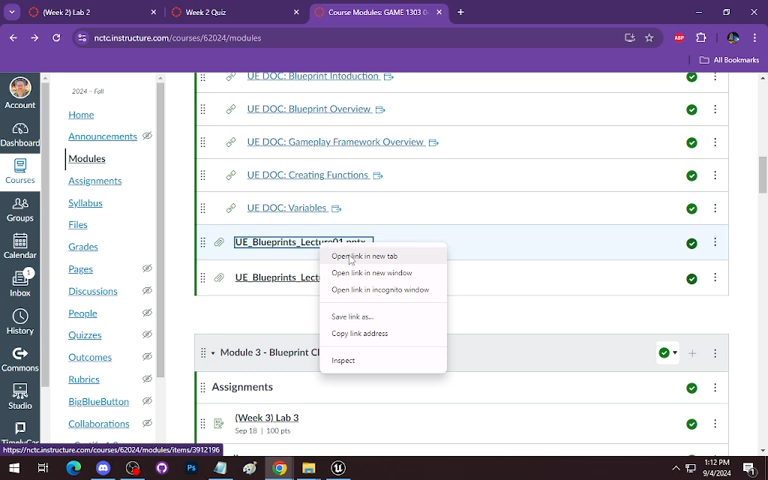 (Week 2) Lab 2
Week 2 Quiz
Course Modules: GAME 1303 0
nctc.instructure.com/courses/62024/modules
ABP
All Bookmarks
Account
Dashboard
Courses
Groups
Calendar
1
Inbox
History
Commons
Studio
2024 - Fall
Home
Announcements
Modules
Assignments
Syllabus
Files
Grades
Pages
Discussions
People
Quizzes
Outcomes
Rubrics
BigBlueButton
Collaborations
UE DOC: Blueprint Intoduction
UE DOC: Blueprint Overview
UE DOC: Gameplay Framework Overview
UE DOC: Creating Functions
UE DOC: Variables
UE_Blueprints_Lecture01.pptx
UE_Blueprints_Lect
Open link in new tab
Open link in new window
Open link in incognito window
Save link as...
Copy link address
Inspect
Module 3 - Blueprint Cl
Assignments
(Week 3) Lab 3
Sep 18 | 100 pts
https://nctc.instructure.com/courses/62024/modules/items/3912196
Ps
1:12 PM
9/4/2024